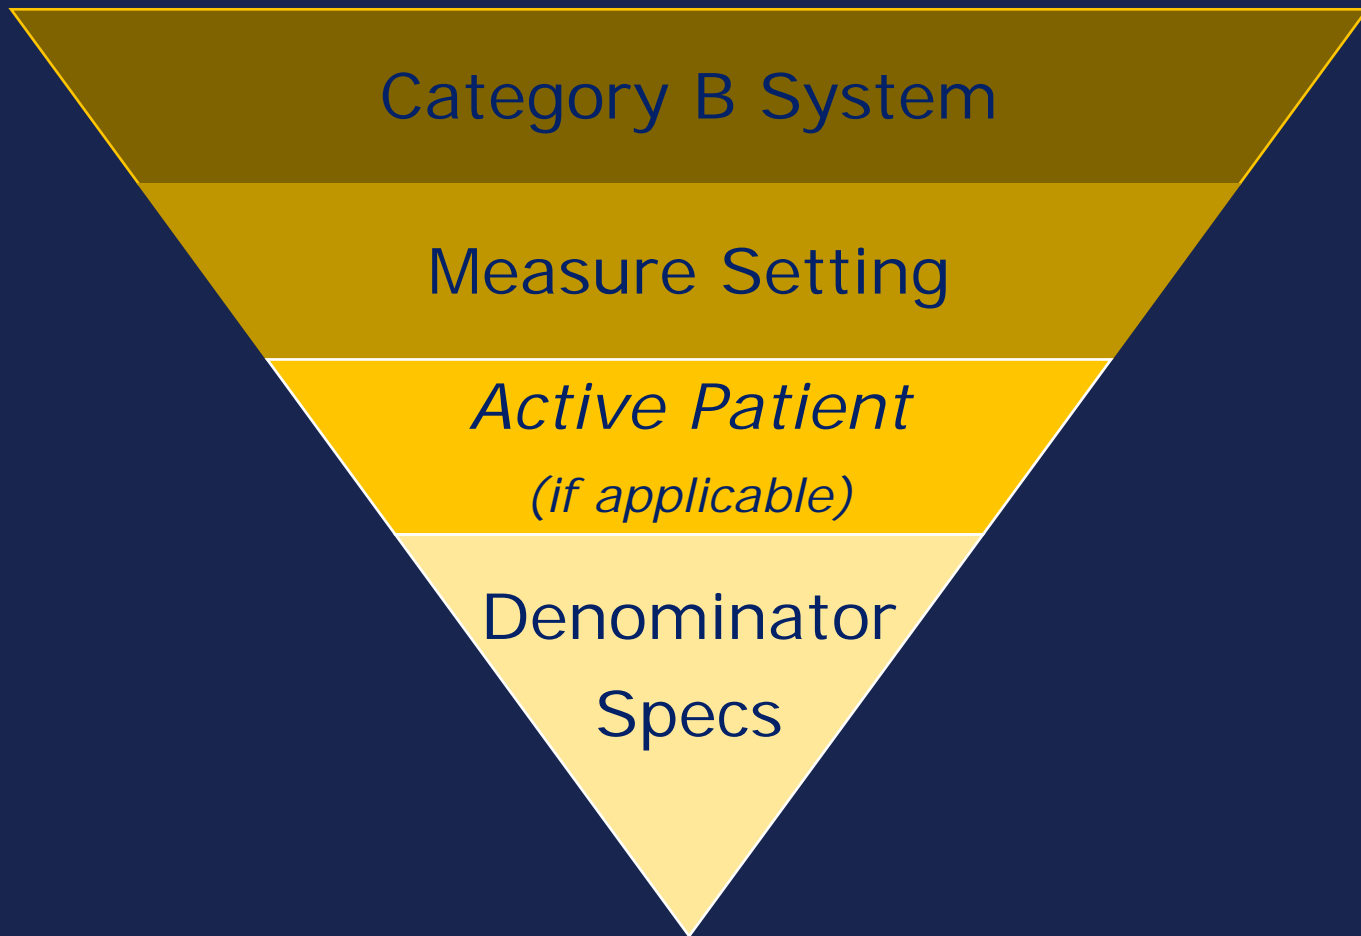 Category B System
Measure Setting
Active Patient
(if applicable)
Denominator
Specs